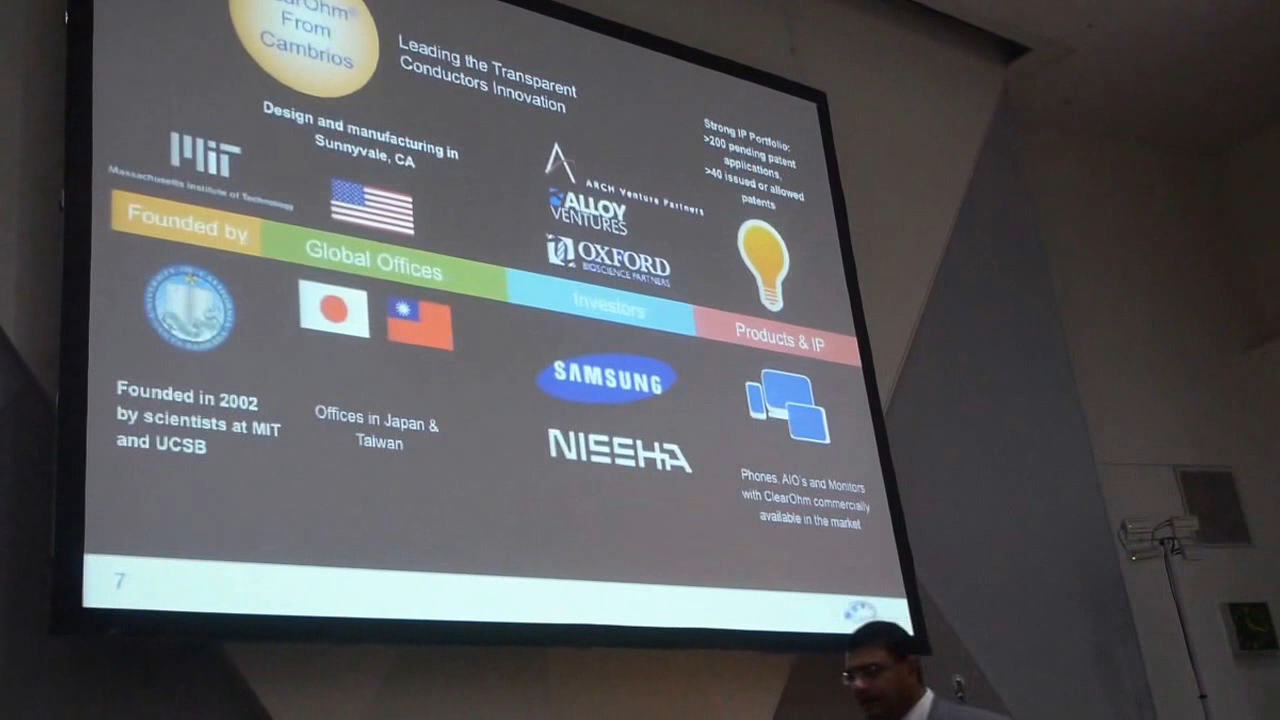 From
Cambrios
Leading the Transparent
Conductors Innovation
Design and manufacturing in
Sunnyvale, CA
Strong IP Portfolio:
>200 pending patent
applications,
>40 issued or allowed
patents
MIT
Massachusetts Institute of Technology
ARCH Venture Partners
ALLOY
VENTURES
OXFORD
BIOSCIENCE PARTNERS
Founded by
Global Offices
Investors
Products & IP
SAMSUNG
NISSHA
Founded in 2002
by scientists at MIT
and UCSB
Offices in Japan &
Taiwan
Phones, AIO's and Monitors
with ClearOhm commercially
available in the market
7